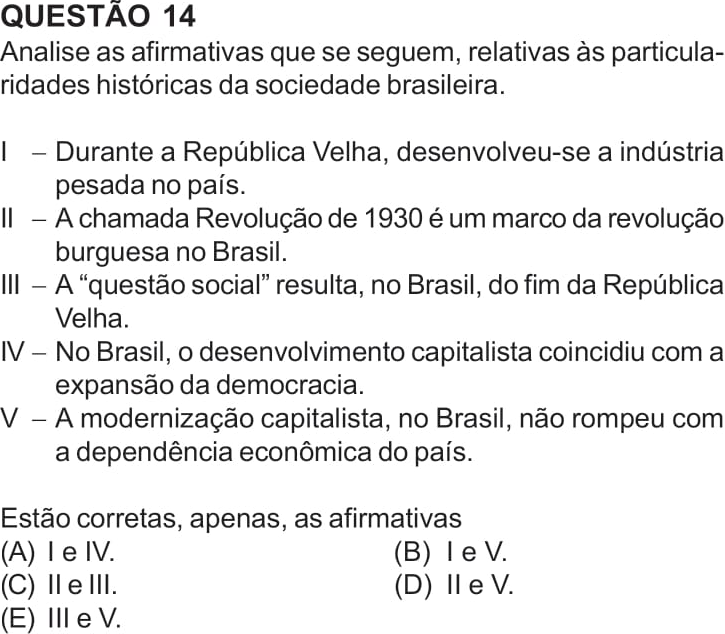 QUESTÃO 14
Analise as afirmativas que se seguem, relativas às particula-
ridades históricas da sociedade brasileira.
I – Durante a República Velha, desenvolveu-se a indústria
pesada no país.
II – A chamada Revolução de 1930 é um marco da revolução
burguesa no Brasil.
III – A “questão social” resulta, no Brasil, do fim da República
Velha.
IV – No Brasil, o desenvolvimento capitalista coincidiu com a
expansão da democracia.
V – A modernização capitalista, no Brasil, não rompeu com
a dependência econômica do país.
Estão corretas, apenas, as afirmativas
(A) I e IV. (B) I e V.
(C) II e III. (D) II e V.
(E) III e V.